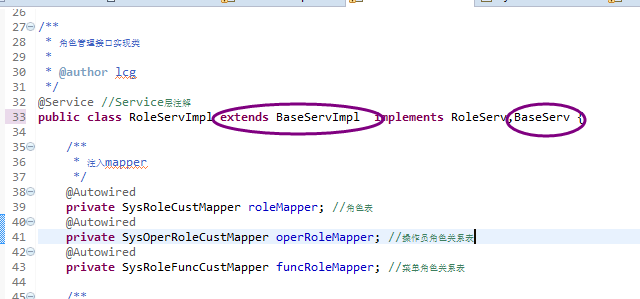 26
27 /**
28 * 角色管理接口实现类
29 *
30 * @author lcg
31 */
32 @Service //Service层注解
33 public class RoleServImpl extends BaseServImpl implements RoleServ,BaseServ {
34
35 /**
36 * 注入mapper
37 */
38 @Autowired
39 private SysRoleCustMapper roleMapper; //角色表
40 @Autowired
41 private SysOperRoleCustMapper operRoleMapper; //操作员角色关系表
42 @Autowired
43 private SysRoleFuncCustMapper funcRoleMapper; //菜单角色关系表
44
45 /**